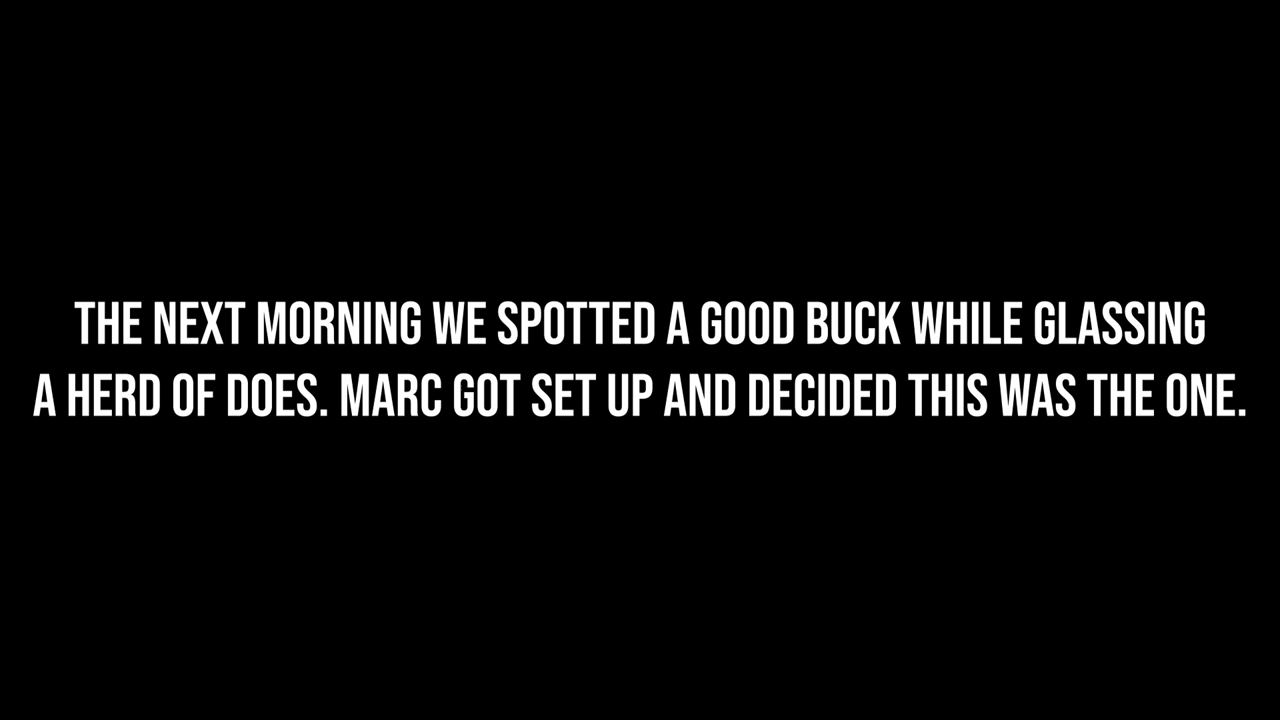 THE NEXT MORNING WE SPOTTED A GOOD BUCK WHILE GLASSING
A HERD OF DOES. MARC GOT SET UP AND DECIDED THIS WAS THE ONE.